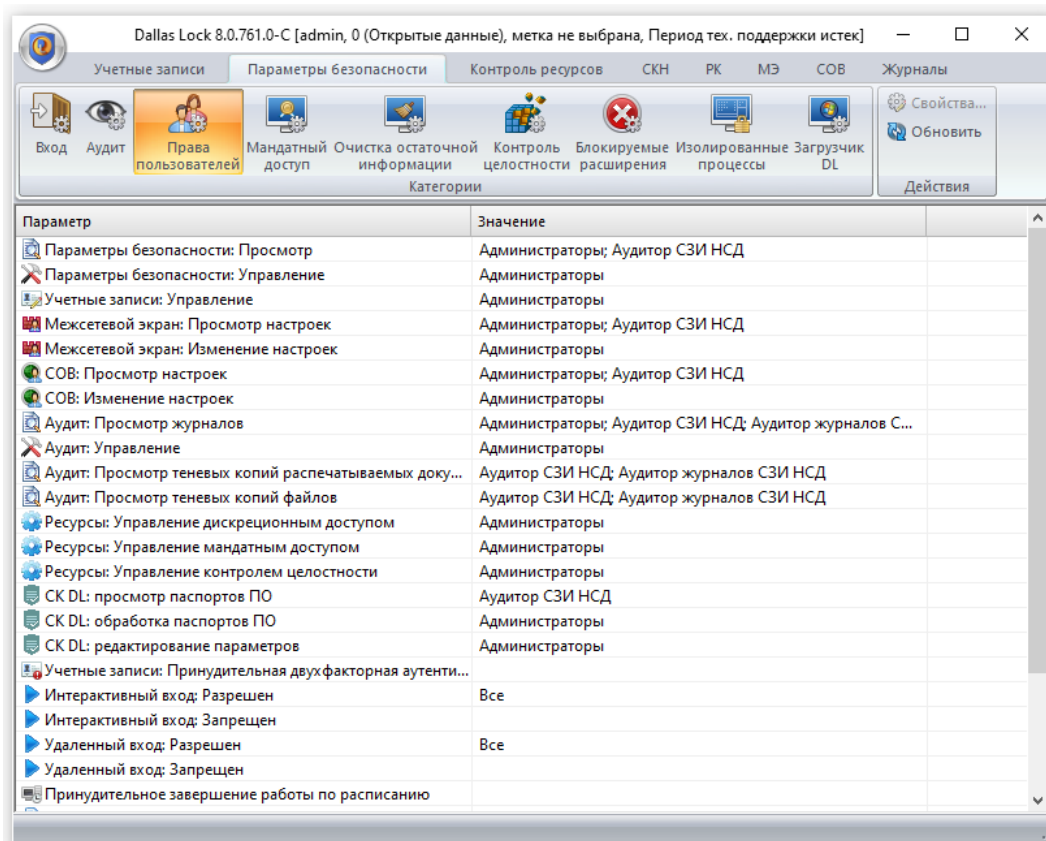 Dallas Lock 8.0.761.0-C [admin, 0 (Открытые данные), метка не выбрана, Период тех. поддержки истек]
Учетные записи Параметры безопасности Контроль ресурсов СКН РК МЭ СОВ Журналы
Вход Аудит Права пользователей Мандатный доступ Очистка остаточной информации Контроль целостности Блокируемые расширения Изолированные процессы Загрузчик DL
Свойства...
Обновить
Категории Действия
Параметр Значение
Параметры безопасности: Просмотр Администраторы; Аудитор СЗИ НСД
Параметры безопасности: Управление Администраторы
Учетные записи: Управление Администраторы
Межсетевой экран: Просмотр настроек Администраторы; Аудитор СЗИ НСД
Межсетевой экран: Изменение настроек Администраторы
СОВ: Просмотр настроек Администраторы; Аудитор СЗИ НСД
СОВ: Изменение настроек Администраторы
Аудит: Просмотр журналов Администраторы; Аудитор СЗИ НСД; Аудитор журналов С...
Аудит: Управление Администраторы
Аудит: Просмотр теневых копий распечатываемых доку... Аудитор СЗИ НСД; Аудитор журналов СЗИ НСД
Аудит: Просмотр теневых копий файлов Аудитор СЗИ НСД; Аудитор журналов СЗИ НСД
Ресурсы: Управление дискреционным доступом Администраторы
Ресурсы: Управление мандатным доступом Администраторы
Ресурсы: Управление контролем целостности Администраторы
СК DL: просмотр паспортов ПО Аудитор СЗИ НСД
СК DL: обработка паспортов ПО Администраторы
СК DL: редактирование параметров Администраторы
Учетные записи: Принудительная двухфакторная аутенти...
Интерактивный вход: Разрешен Все
Интерактивный вход: Запрещен
Удаленный вход: Разрешен Все
Удаленный вход: Запрещен
Принудительное завершение работы по расписанию